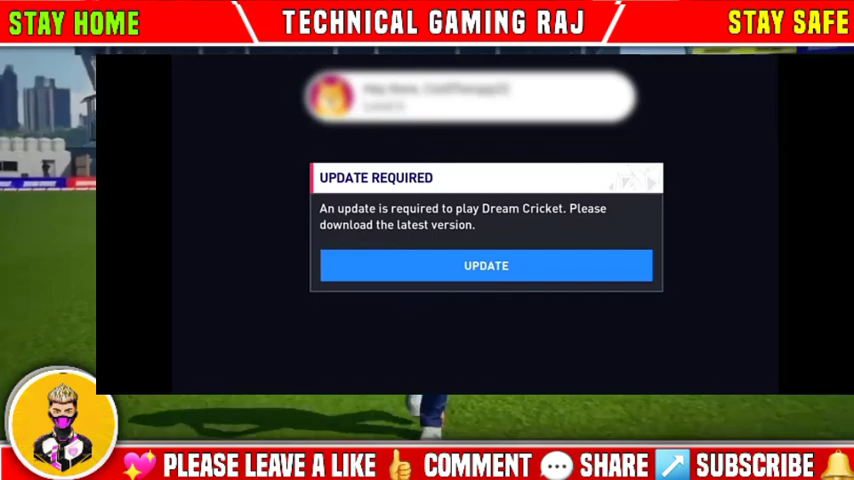 STAY HOME
TECHNICAL GAMING RAJ
STAY SAFE
UPDATE REQUIRED
An update is required to play Dream Cricket. Please
download the latest version.
UPDATE
PLEASE LEAVE A LIKE COMMENT SHARE SUBSCRIBE